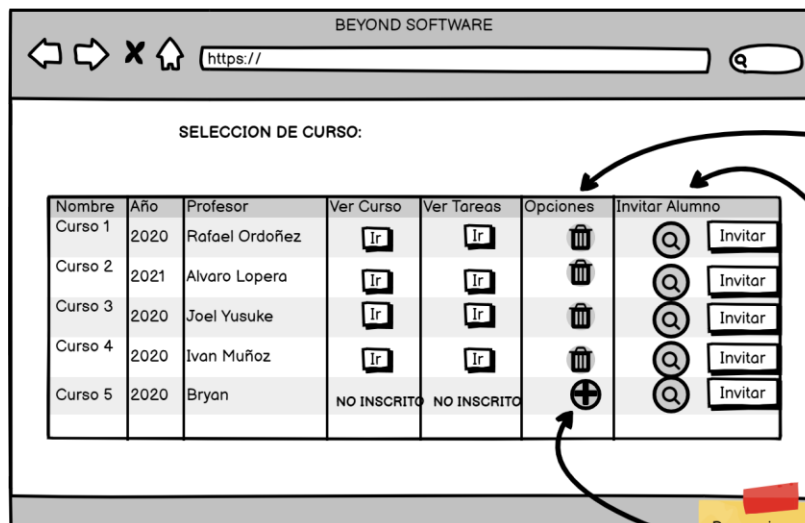 BEYOND SOFTWARE
https://
SELECCION DE CURSO:
Nombre Año Profesor Ver Curso Ver Tareas Opciones Invitar Alumno
Curso 1 2020 Rafael Ordoñez Ir Ir Invitar
Curso 2 2021 Alvaro Lopera Ir Ir Invitar
Curso 3 2020 Joel Yusuke Ir Ir Invitar
Curso 4 2020 Ivan Muñoz Ir Ir Invitar
Curso 5 2020 Bryan NO INSCRITO NO INSCRITO Invitar